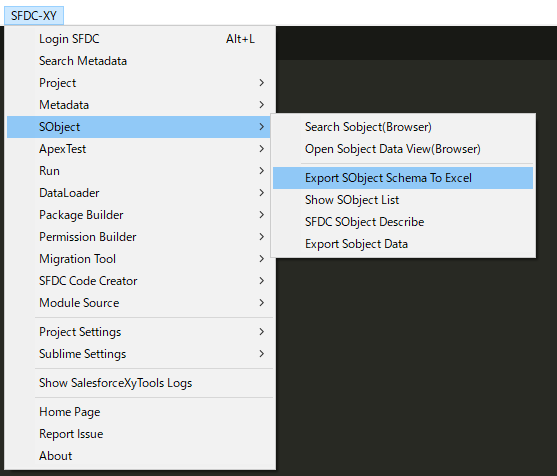 SFDC-XY
Login SFDC Alt+L
Search Metadata
Project
Metadata
SObject
ApexTest
Run
DataLoader
Package Builder
Permission Builder
Migration Tool
SFDC Code Creator
Module Source
Project Settings
Sublime Settings
Show SalesforceXyTools Logs
Home Page
Report Issue
About
Search Sobject(Browser)
Open Sobject Data View(Browser)
Export SObject Schema To Excel
Show SObject List
SFDC SObject Describe
Export Sobject Data